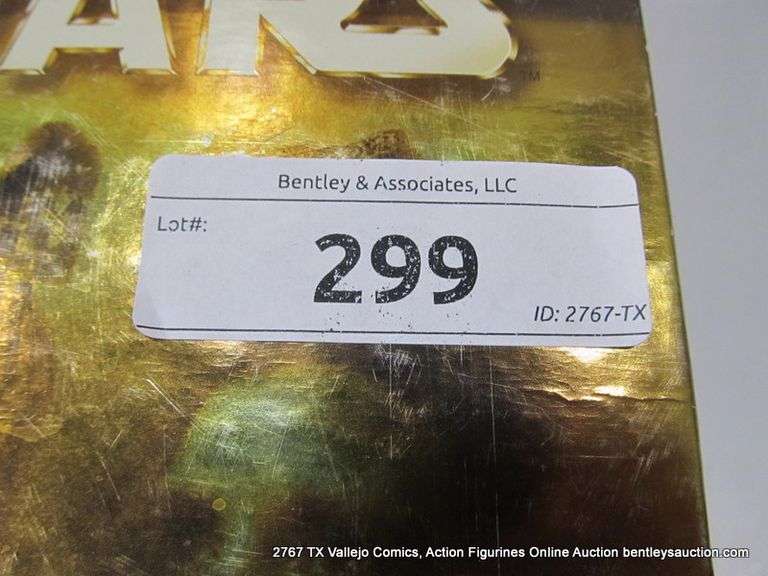 ARS
TM
Bentley & Associates, LLC
Lot#:
299
ID: 2767-TX
2767 TX Vallejo Comics, Action Figurines Online Auction bentleysauction.com